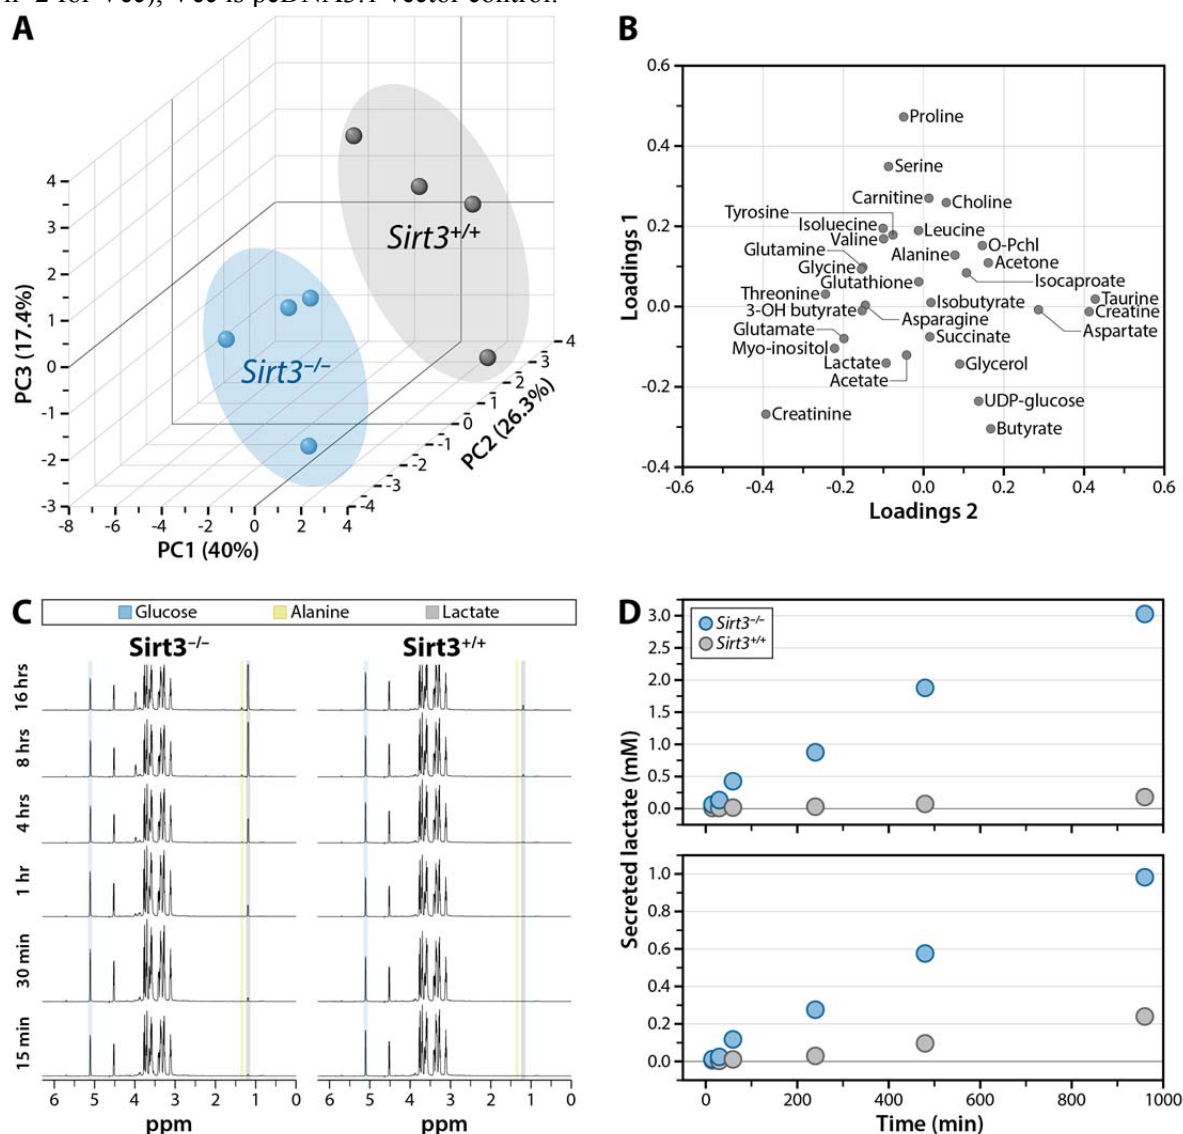 n=2 for Vec); Vec is pcDNA3.1 vector control.
A
4
3
2
1
0
-1
-2
-3
PC3 (17.4%)
-8 -6 -4 -2 0 2 4
PC1 (40%)
-4
-3
-2
-1
0
1
2
3
4
PC2 (26.3%)
Sirt3+/+
Sirt3–/–
B
0.6
0.4
0.2
0.0
-0.2
-0.4
Loadings 1
-0.6 -0.4 -0.2 0.0 0.2 0.4 0.6
Loadings 2
Proline
Serine
Carnitine
Choline
Tyrosine
Isoluecine
Leucine
Valine
O-Pchl
Glutamine
Alanine
Acetone
Glycine
Isocaproate
Glutathione
Threonine
Isobutyrate
Taurine
3-OH butyrate
Creatine
Asparagine
Aspartate
Glutamate
Succinate
Myo-inositol
Lactate
Glycerol
Acetate
UDP-glucose
Creatinine
Butyrate
C
Glucose Alanine Lactate
Sirt3–/– Sirt3+/+
16 hrs
8 hrs
4 hrs
1 hr
30 min
15 min
6 5 4 3 2 1 0
ppm
6 5 4 3 2 1 0
ppm
D
Sirt3–/–
Sirt3+/+
3.0
2.5
2.0
1.5
1.0
0.5
0.0
Secreted lactate (mM)
1.0
0.8
0.6
0.4
0.2
0.0
0 200 400 600 800 1000
Time (min)